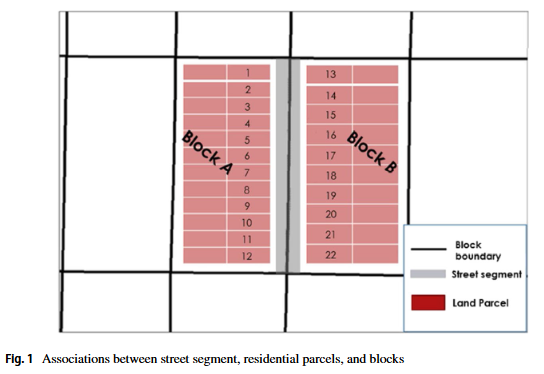 1 13
2 14
3 15
4 16
5 17
6 18
7 19
8 20
9 21
10 22
11
12
Block A
Block B
Block
boundary
Street segment
Land Parcel
Fig. 1 Associations between street segment, residential parcels, and blocks